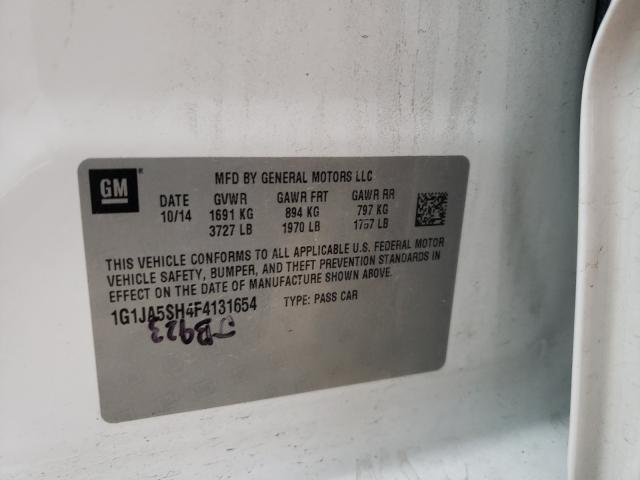 GM
MFD BY GENERAL MOTORS LLC
DATE GVWR GAWR FRT GAWR RR
10/14 1691 KG 894 KG 797 KG
3727 LB 1970 LB 1757 LB
THIS VEHICLE CONFORMS TO ALL APPLICABLE U.S. FEDERAL MOTOR
VEHICLE SAFETY, BUMPER, AND THEFT PREVENTION STANDARDS IN
EFFECT ON THE DATE OF MANUFACTURE SHOWN ABOVE.
1G1JA5SH4F4131654 TYPE: PASS CAR
JB923